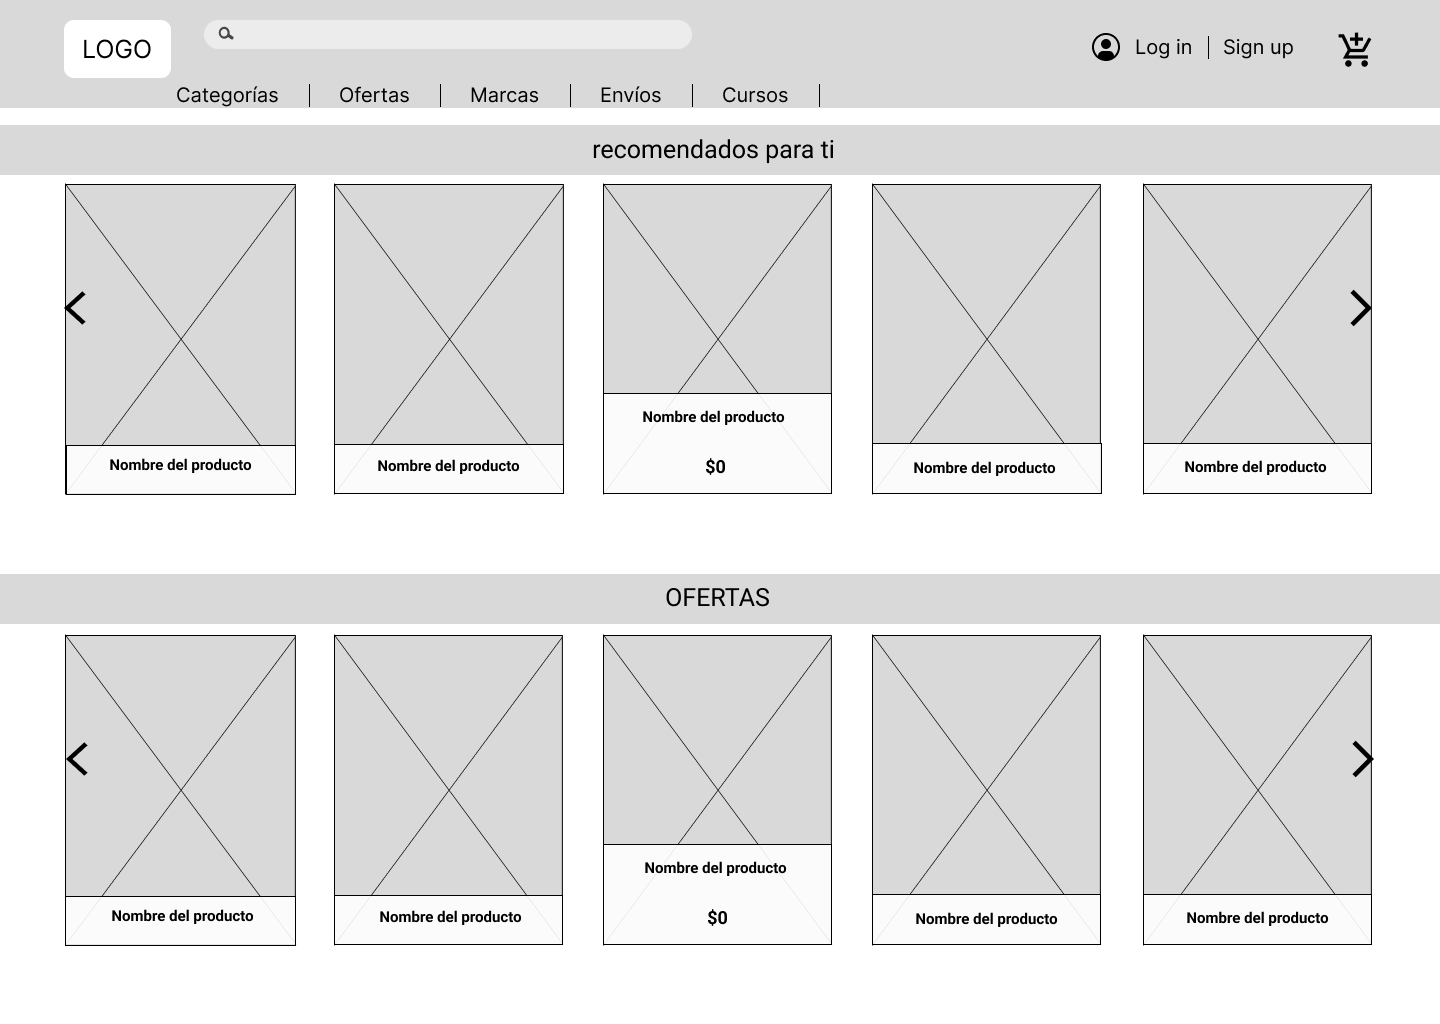 LOGO
Log in
Sign up
Categorías
Ofertas
Marcas
Envíos
Cursos
recomendados para ti
Nombre del producto
Nombre del producto
Nombre del producto
$0
Nombre del producto
Nombre del producto
OFERTAS
Nombre del producto
Nombre del producto
Nombre del producto
$0
Nombre del producto
Nombre del producto